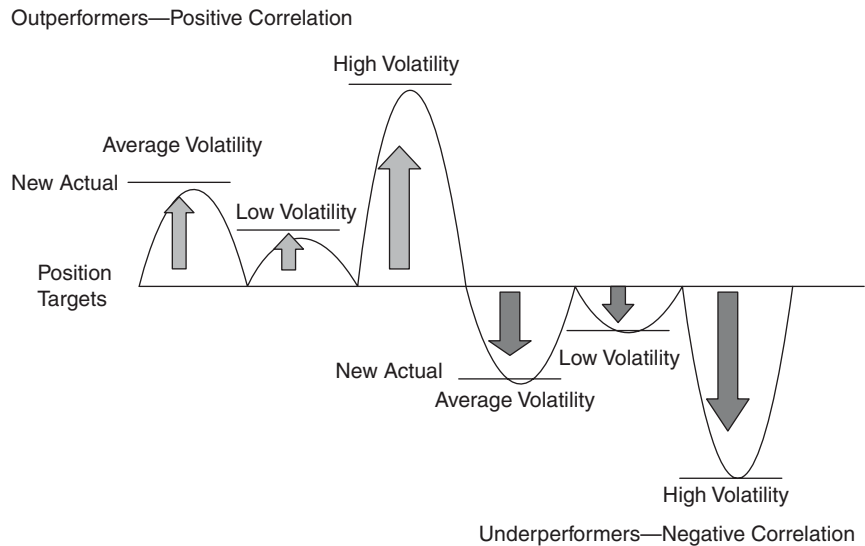 Outperformers—Positive Correlation
High Volatility
Average Volatility
New Actual
Low Volatility
Position
Targets
New Actual
Low Volatility
Average Volatility
High Volatility
Underperformers—Negative Correlation